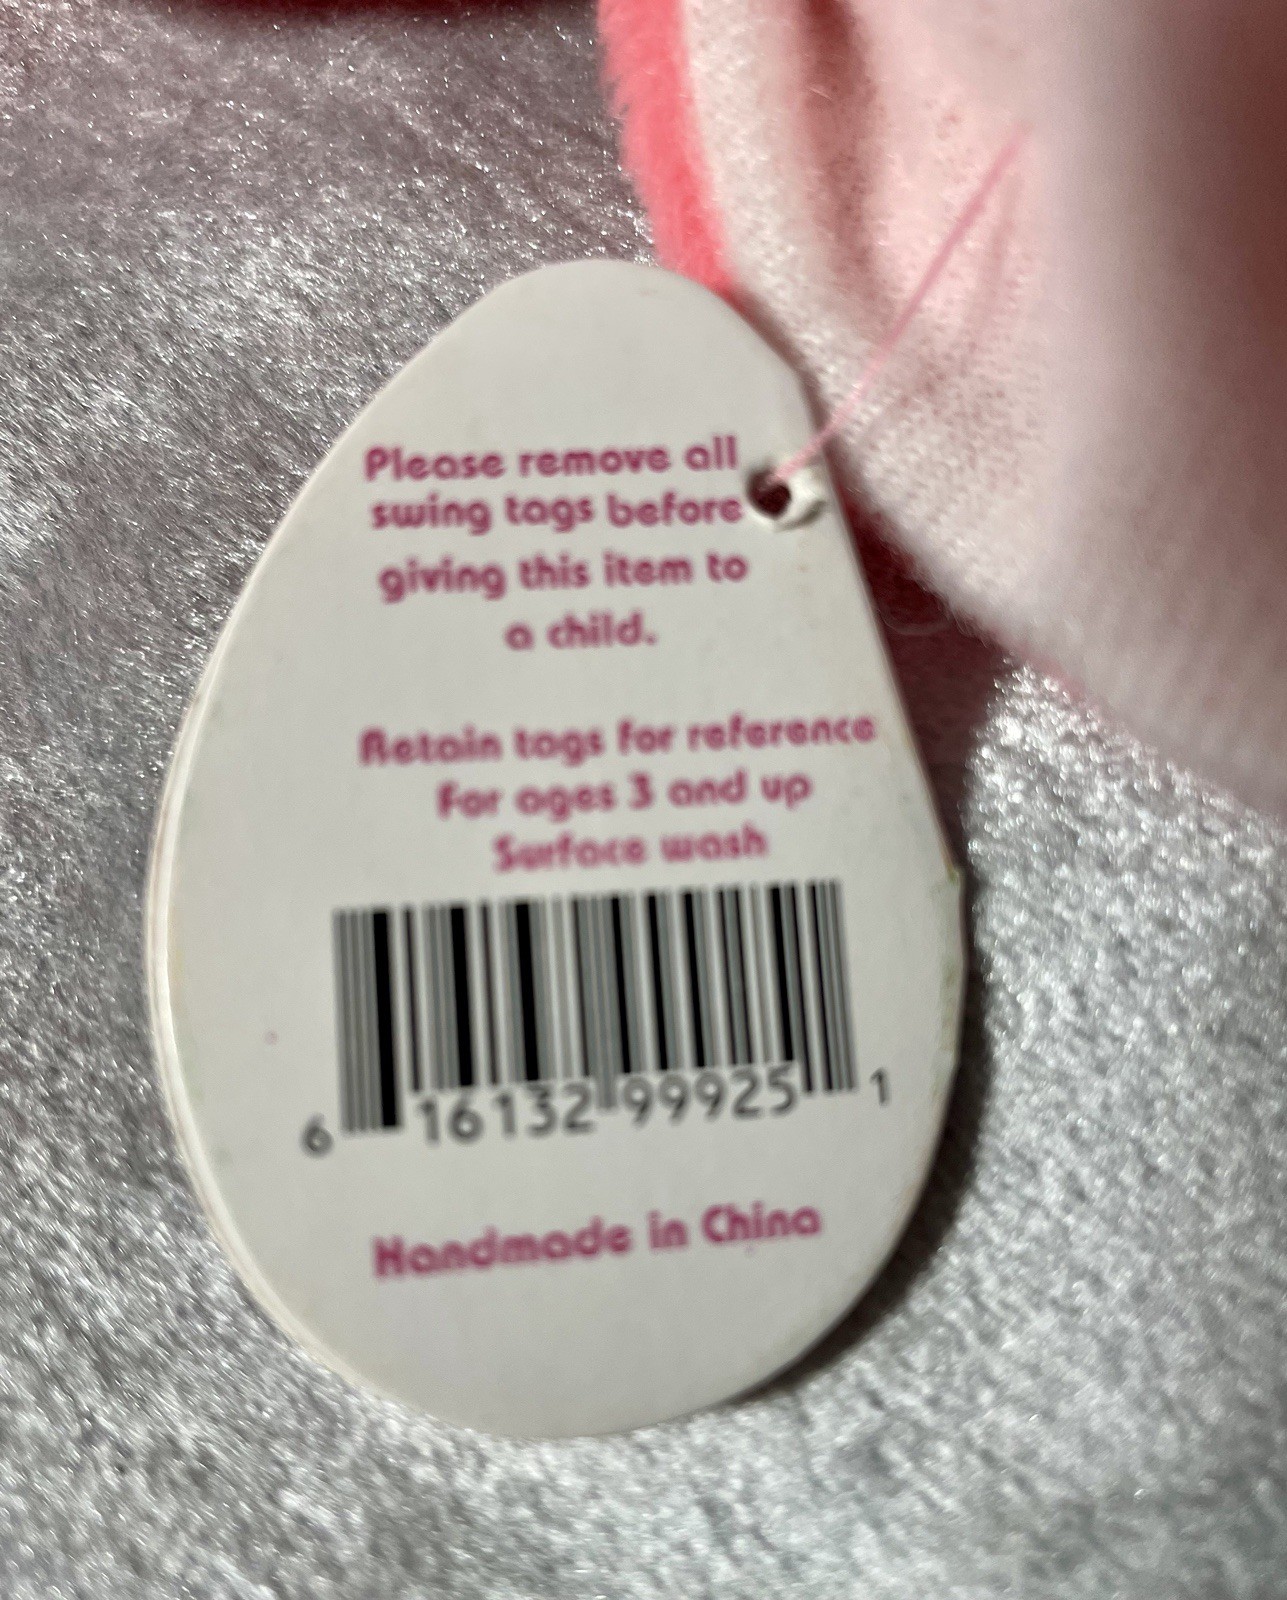 Please remove all
swing tags before
giving this item to
a child.
Retain tags for reference
For ages 3 and up
Surface wash
6 16132 99925 1
Handmade in China